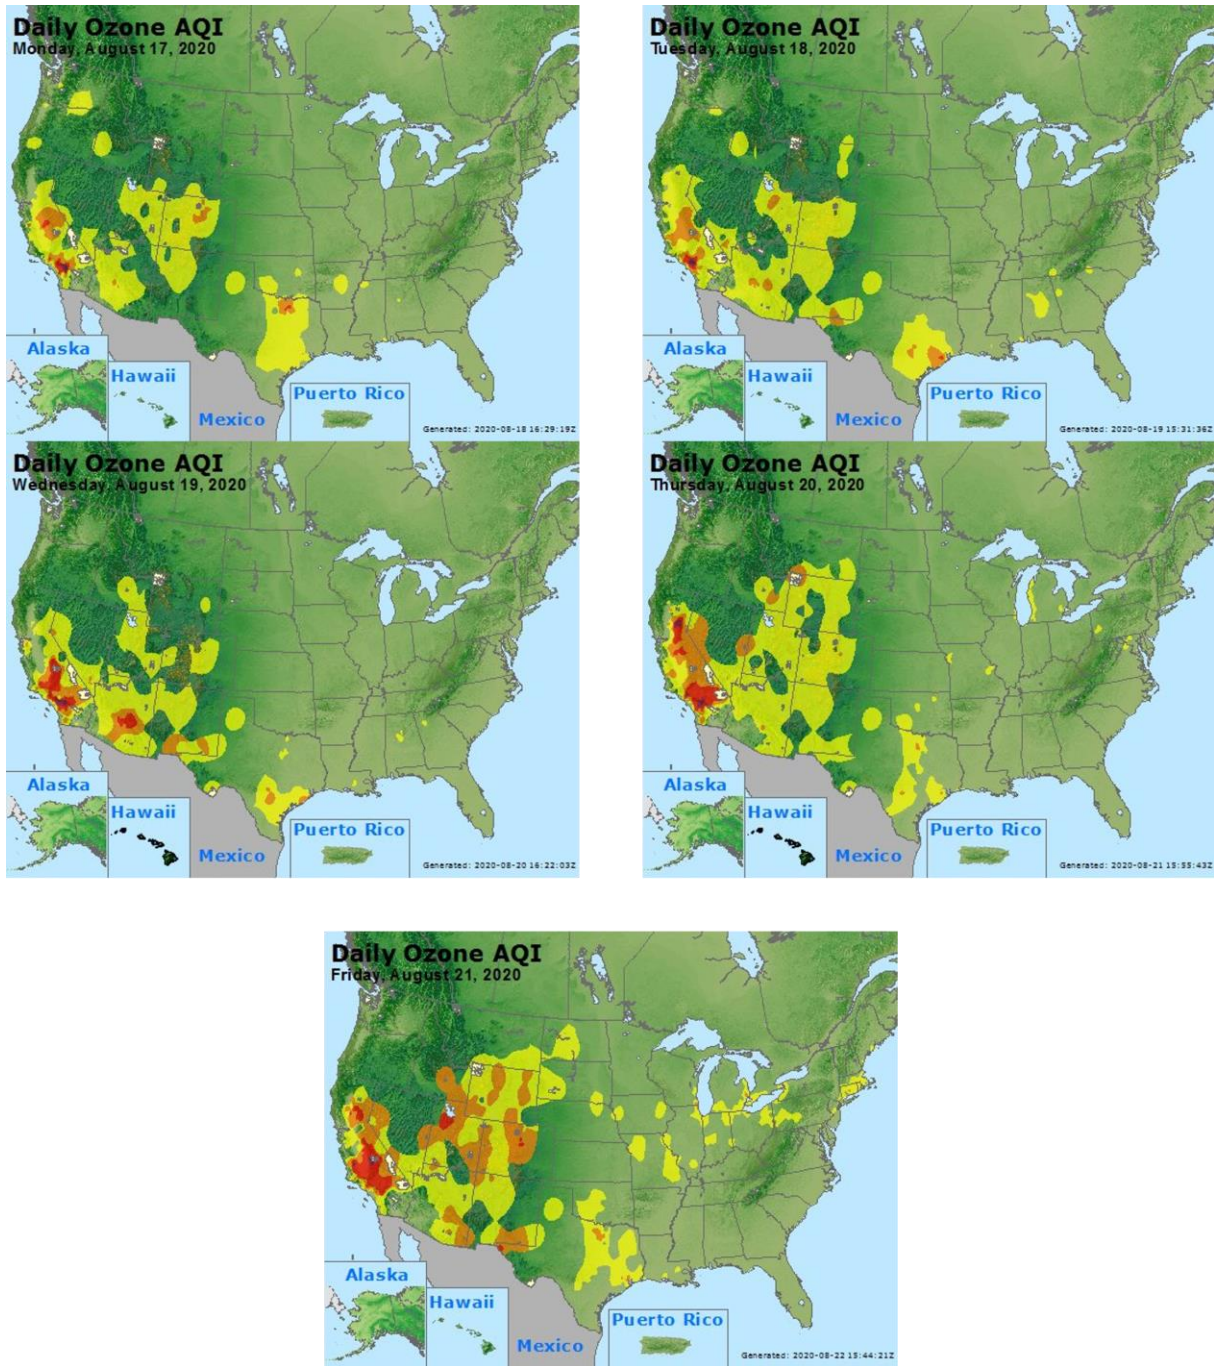 Daily Ozone AQI
Monday, August 17, 2020
Alaska
Hawaii
Puerto Rico
Mexico
Generated: 2020-08-18 16:29:19Z
Daily Ozone AQI
Tuesday, August 18, 2020
Alaska
Hawaii
Puerto Rico
Mexico
Generated: 2020-08-19 15:31:36Z
Daily Ozone AQI
Wednesday, August 19, 2020
Alaska
Hawaii
Puerto Rico
Mexico
Generated: 2020-08-20 16:22:03Z
Daily Ozone AQI
Thursday, August 20, 2020
Alaska
Hawaii
Puerto Rico
Mexico
Generated: 2020-08-21 15:55:43Z
Daily Ozone AQI
Friday, August 21, 2020
Alaska
Hawaii
Puerto Rico
Mexico
Generated: 2020-08-22 15:44:21Z